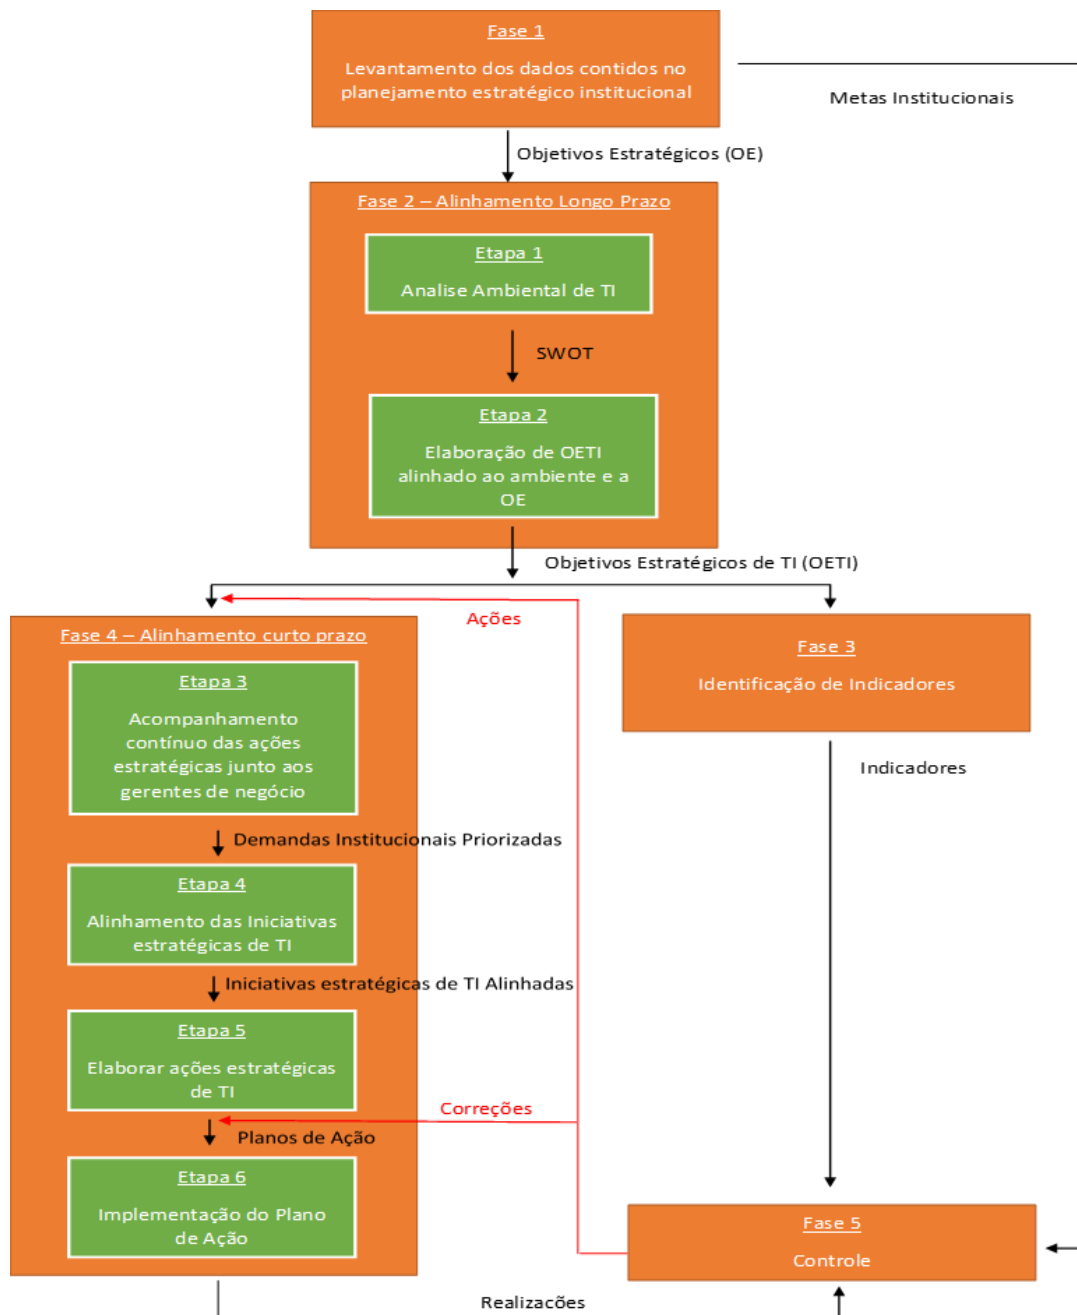 Fase 1
Levantamento dos dados contidos no
planejamento estratégico institucional
Metas Institucionais
Objetivos Estratégicos (OE)
Fase 2 – Alinhamento Longo Prazo
Etapa 1
Analise Ambiental de TI
SWOT
Etapa 2
Elaboração de OETI
alinhado ao ambiente e a
OE
Objetivos Estratégicos de TI (OETI)
Ações
Fase 4 – Alinhamento curto prazo
Etapa 3
Acompanhamento
contínuo das ações
estratégicas junto aos
gerentes de negócio
Fase 3
Identificação de Indicadores
Indicadores
Demandas Institucionais Priorizadas
Etapa 4
Alinhamento das Iniciativas
estratégicas de TI
Iniciativas estratégicas de TI Alinhadas
Etapa 5
Elaborar ações estratégicas
de TI
Correções
Planos de Ação
Etapa 6
Implementação do Plano
de Ação
Fase 5
Controle
Realizacões